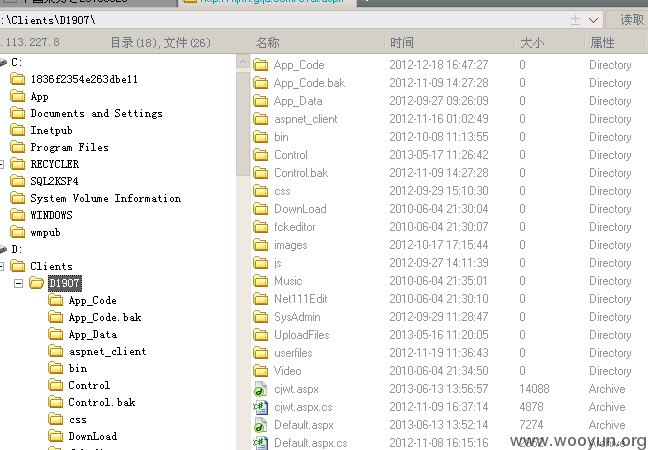 :\Clients\D1907\ 读取
.113.227.8 目录(18),文件(26) 名称 时间 大小 属性
C:
1836f2354e263dbe11
App
Documents and Settings
Inetpub
Program Files
RECYCLER
SQL2KSP4
System Volume Information
WINDOWS
wmpub
D:
Clients
D1907
App_Code
App_Code.bak
App_Data
aspnet_client
bin
Control
Control.bak
css
DownLoad
App_Code 2012-12-18 16:47:27 0 Directory
App_Code.bak 2012-11-09 14:27:28 0 Directory
App_Data 2012-09-27 09:26:09 0 Directory
aspnet_client 2012-11-16 01:02:49 0 Directory
bin 2012-10-08 11:13:55 0 Directory
Control 2013-05-17 11:26:42 0 Directory
Control.bak 2012-11-09 14:27:28 0 Directory
css 2012-09-29 15:10:30 0 Directory
DownLoad 2010-06-04 21:30:04 0 Directory
fckeditor 2010-06-04 21:30:07 0 Directory
images 2012-10-17 17:15:44 0 Directory
js 2012-09-27 14:11:39 0 Directory
Music 2010-06-04 21:35:01 0 Directory
Net111Edit 2010-06-04 21:30:10 0 Directory
SysAdmin 2012-09-29 11:28:47 0 Directory
UploadFiles 2013-05-16 11:20:05 0 Directory
userfiles 2012-11-19 11:36:43 0 Directory
Video 2010-06-04 21:34:50 0 Directory
cjwt.aspx 2013-06-13 13:56:57 14088 Archive
cjwt.aspx.cs 2012-11-09 16:37:14 4878 Archive
Default.aspx 2013-06-13 13:52:14 7274 Archive
Default.aspx.cs 2012-11-08 16:15:16 Archive
www.wooyun.org